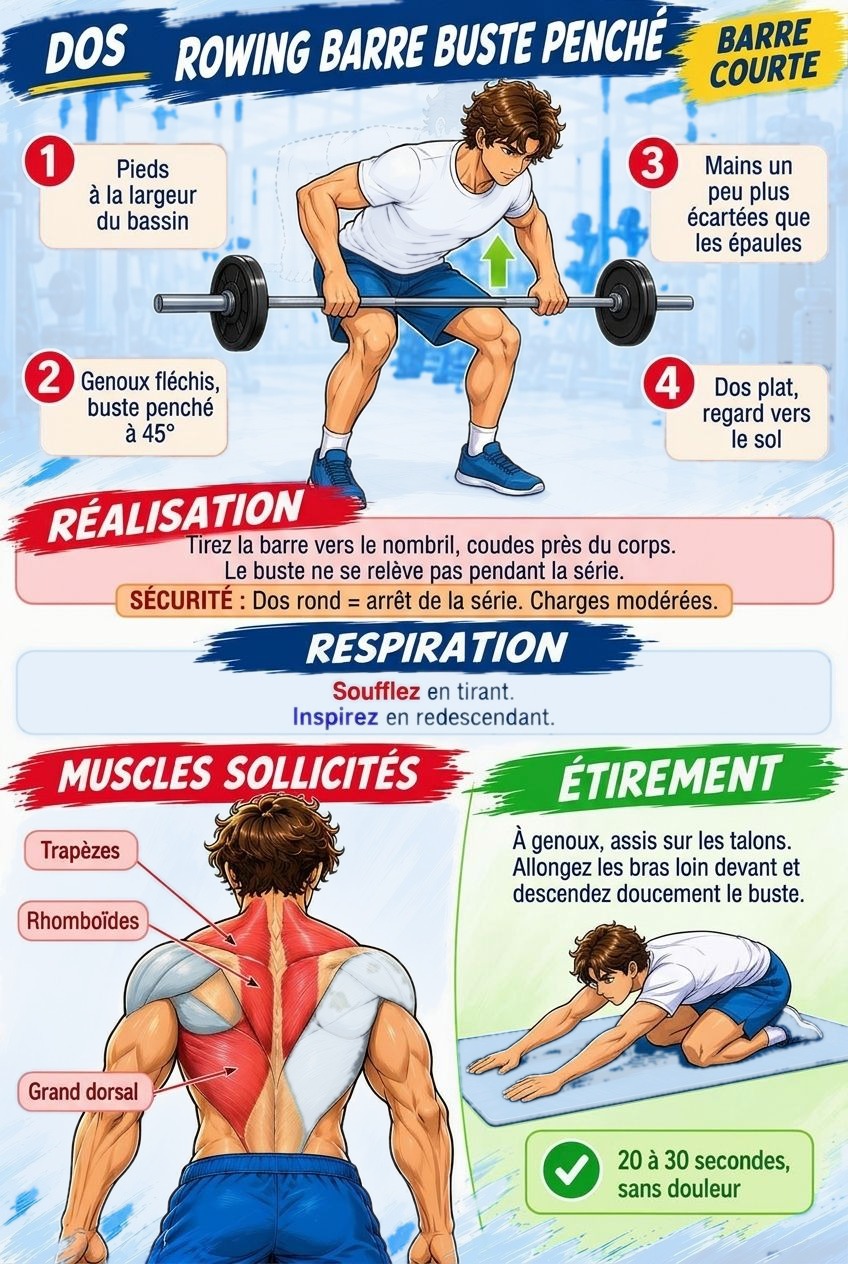 DOS
ROWING BARRE BUSTE PENCHÉ
BARRE
COURTE
1
Pieds
à la largeur
du bassin
2
Genoux fléchis,
buste penché
à 45°
3
Mains un
peu plus
écartées que
les épaules
4
Dos plat,
regard vers
le sol
RÉALISATION
Tirez la barre vers le nombril, coudes près du corps.
Le buste ne se relève pas pendant la série.
SÉCURITÉ : Dos rond = arrêt de la série. Charges modérées.
RESPIRATION
Soufflez en tirant.
Inspirez en redescendant.
MUSCLES SOLLICITÉS
Trapèzes
Rhomboïdes
Grand dorsal
ÉTIREMENT
À genoux, assis sur les talons.
Allongez les bras loin devant et
descendez doucement le buste.
20 à 30 secondes,
sans douleur